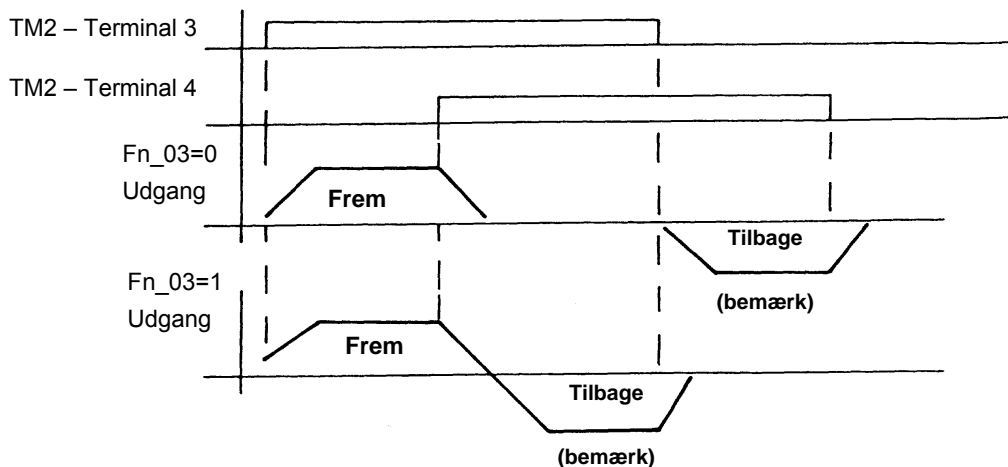 TM2 – Terminal 3
TM2 – Terminal 4
Fn_03=0
Udgang
Frem
Tilbage
(bemærk)
Fn_03=1
Udgang
Frem
Tilbage
(bemærk)